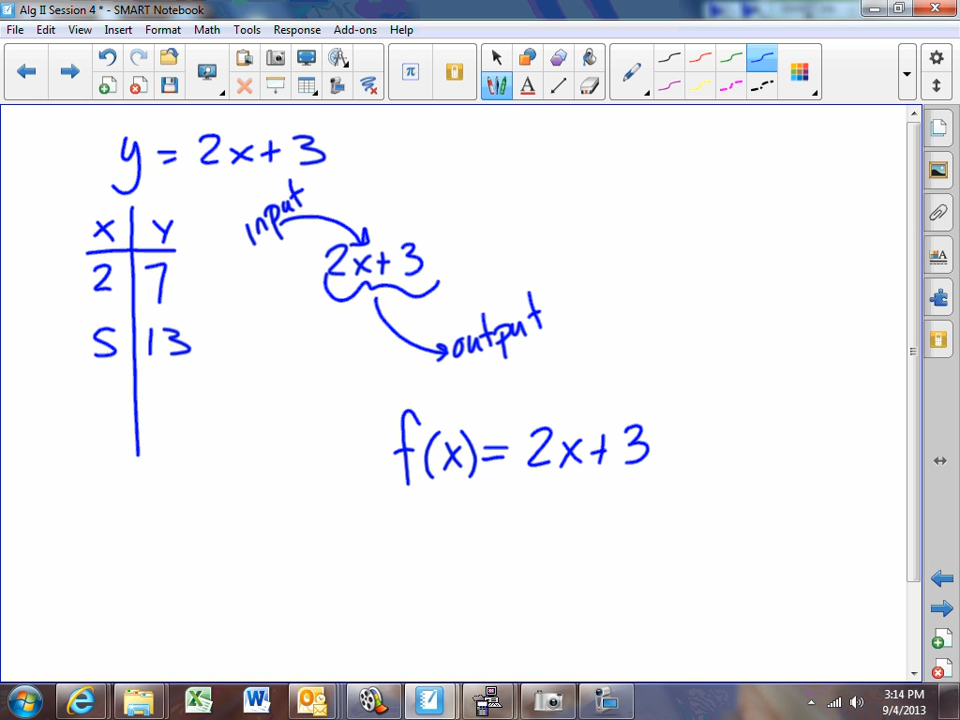 Alg II Session 4 * - SMART Notebook
File Edit View Insert Format Math Tools Response Add-ons Help
π
A
y = 2x+3
x y
2 7
5 13
input
2x+3
output
f(x)= 2x+3
3:14 PM
9/4/2013